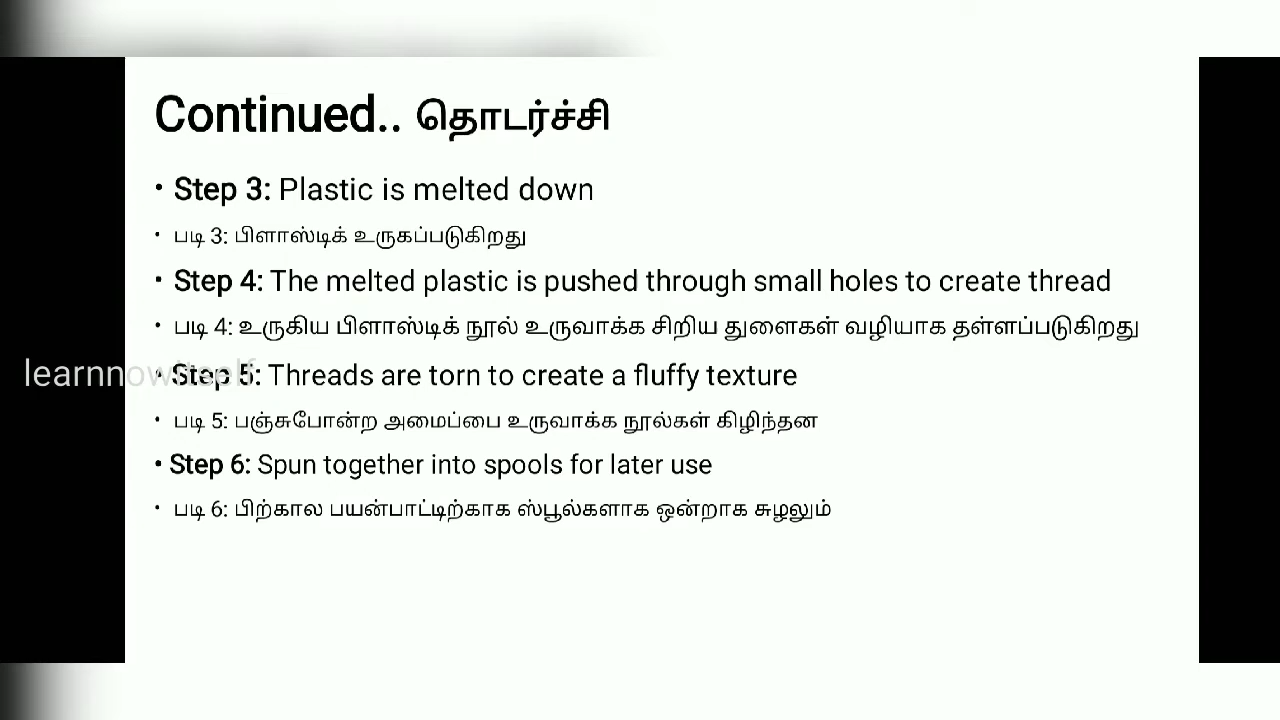 Continued.. தொடர்ச்சி
• Step 3: Plastic is melted down
• படி 3: பிளாஸ்டிக் உருகப்படுகிறது
• Step 4: The melted plastic is pushed through small holes to create thread
• படி 4: உருகிய பிளாஸ்டிக் நூல் உருவாக்க சிறிய துளைகள் வழியாக தள்ளப்படுகிறது
learnnowitself
• Step 5: Threads are torn to create a fluffy texture
• படி 5: பஞ்சுபோன்ற அமைப்பை உருவாக்க நூல்கள் கிழிந்தன
• Step 6: Spun together into spools for later use
• படி 6: பிற்கால பயன்பாட்டிற்காக ஸ்பூல்களாக ஒன்றாக சுழலும்